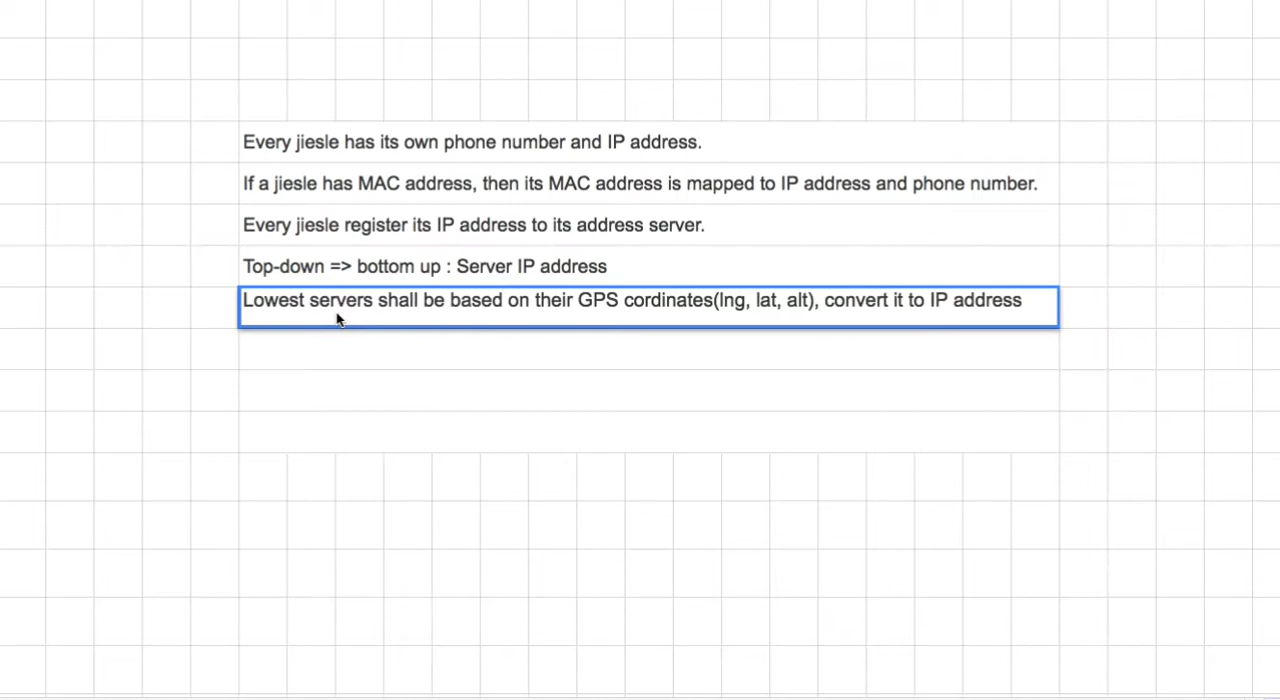 Every jiesle has its own phone number and IP address.
If a jiesle has MAC address, then its MAC address is mapped to IP address and phone number.
Every jiesle register its IP address to its address server.
Top-down => bottom up : Server IP address
Lowest servers shall be based on their GPS cordinates(lng, lat, alt), convert it to IP address